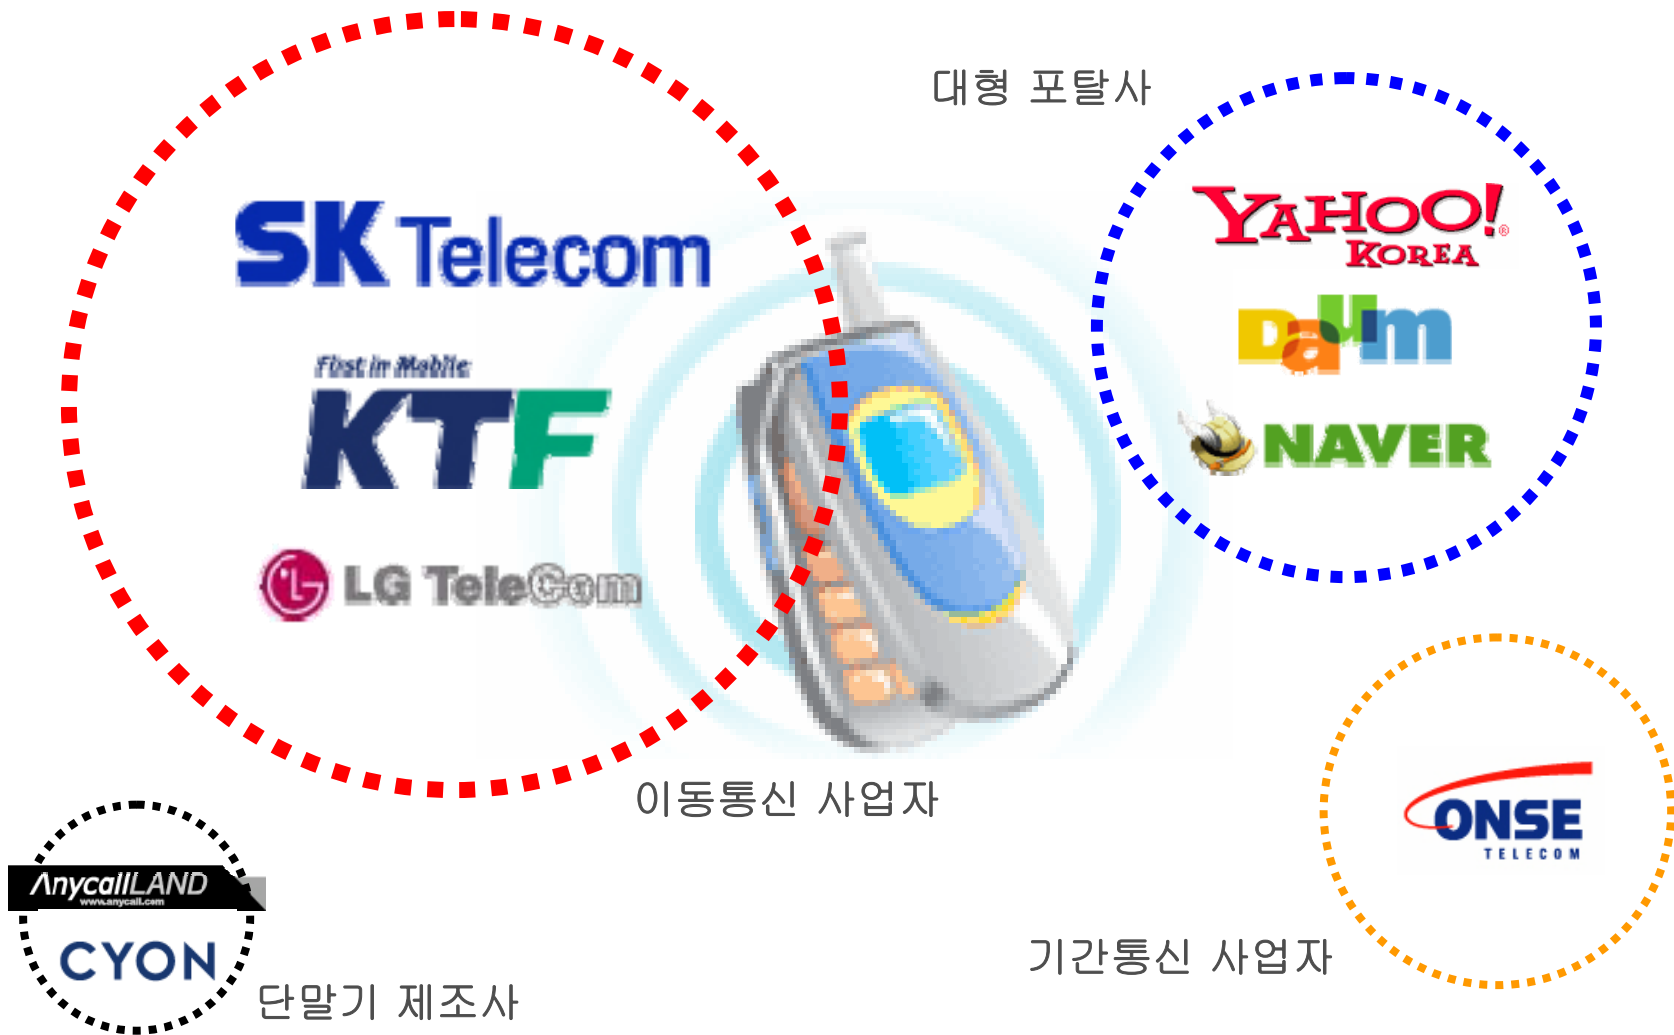 대형 포탈사
YAHOO!®
KOREA
SK Telecom
Daum
First in Mobile
KTF
NAVER
LG TeleCom
이동통신 사업자
ONSE
TELECOM
AnycallLAND
www.anycall.com
CYON
기간통신 사업자
단말기 제조사